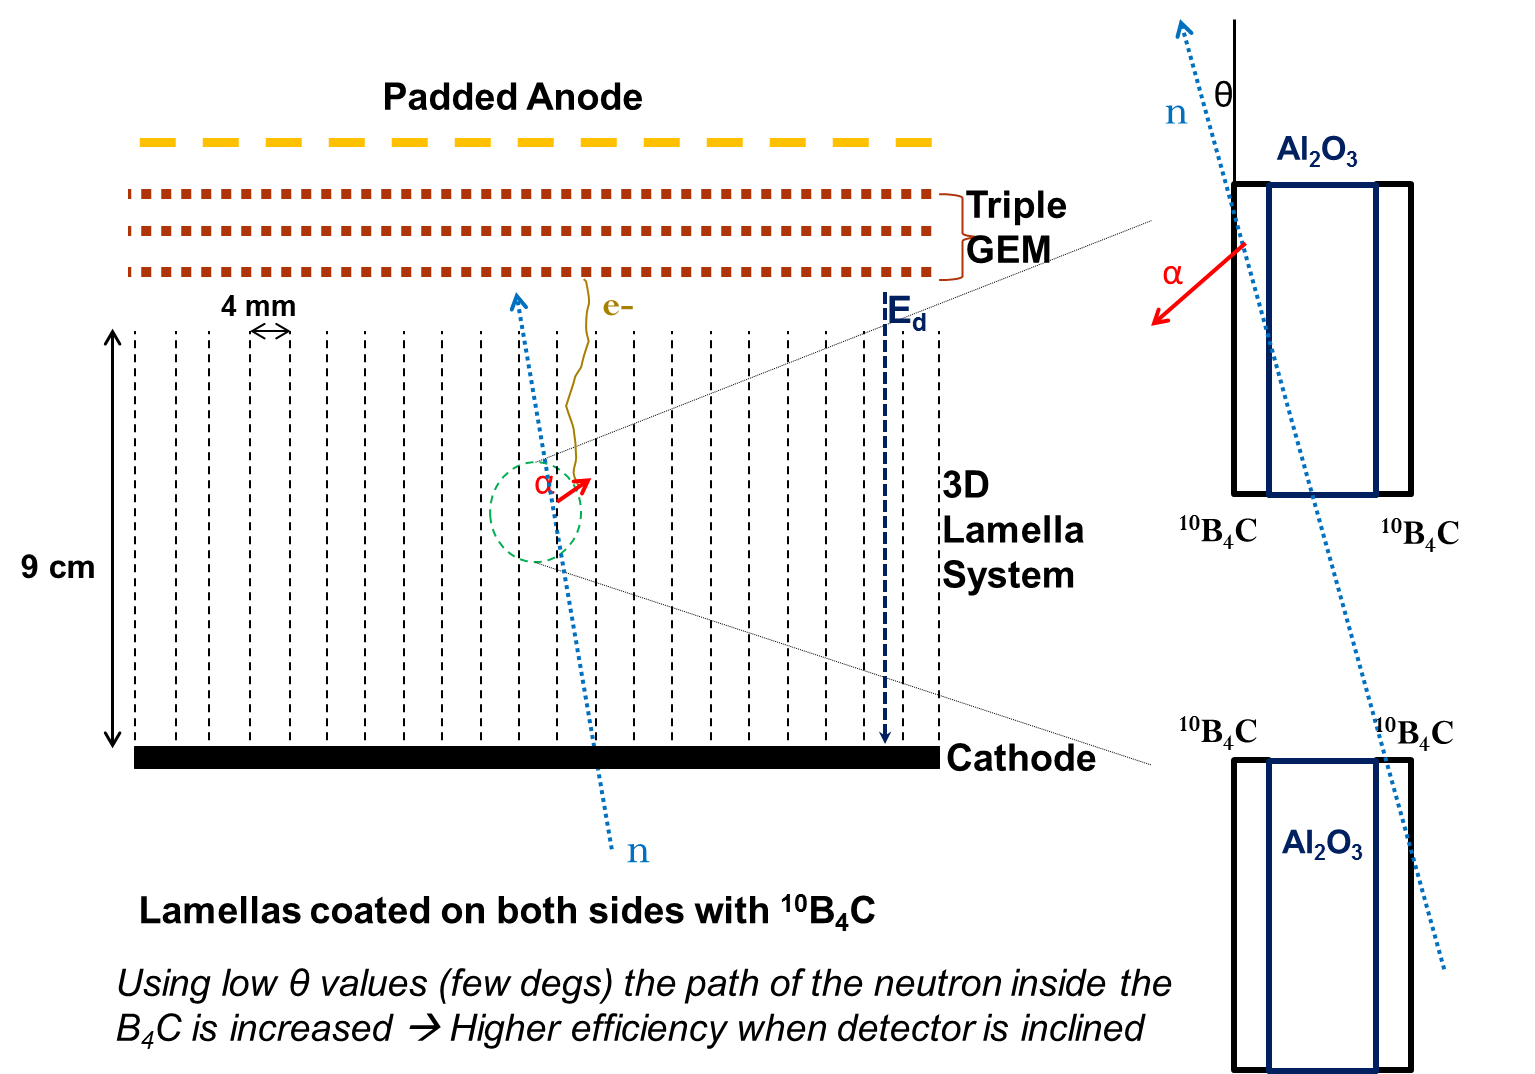 Padded Anode
Triple
GEM
4 mm
e-
E_d
9 cm
α
3D
Lamella
System
Cathode
n
Lamellas coated on both sides with ¹⁰B₄C
Using low θ values (few degs) the path of the neutron inside the
B₄C is increased → Higher efficiency when detector is inclined
θ
n
Al₂O₃
α
¹⁰B₄C
¹⁰B₄C
¹⁰B₄C
¹⁰B₄C
Al₂O₃